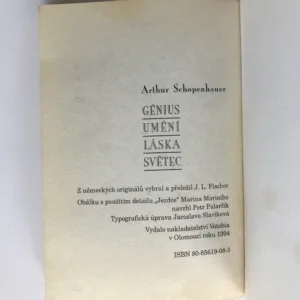 Arthur Schopenhauer
GÉNIUS
UMĚNÍ
LÁSKA
SVĚTEC
Z německých originálů vybral a přeložil J. L. Fischer
Obálku s použitím detailu „Jezdce" Marina Mariniho
navrhl Petr Palarčík
Typografická úprava Jaroslava Slavíková
Vydalo nakladatelství Votobia
v Olomouci roku 1994
ISBN 80-85619-08-3